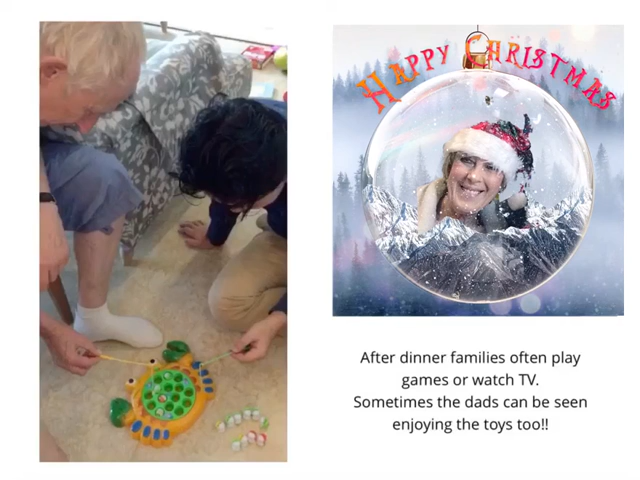 Happy Christmas
After dinner families often play
games or watch TV.
Sometimes the dads can be seen
enjoying the toys too!!